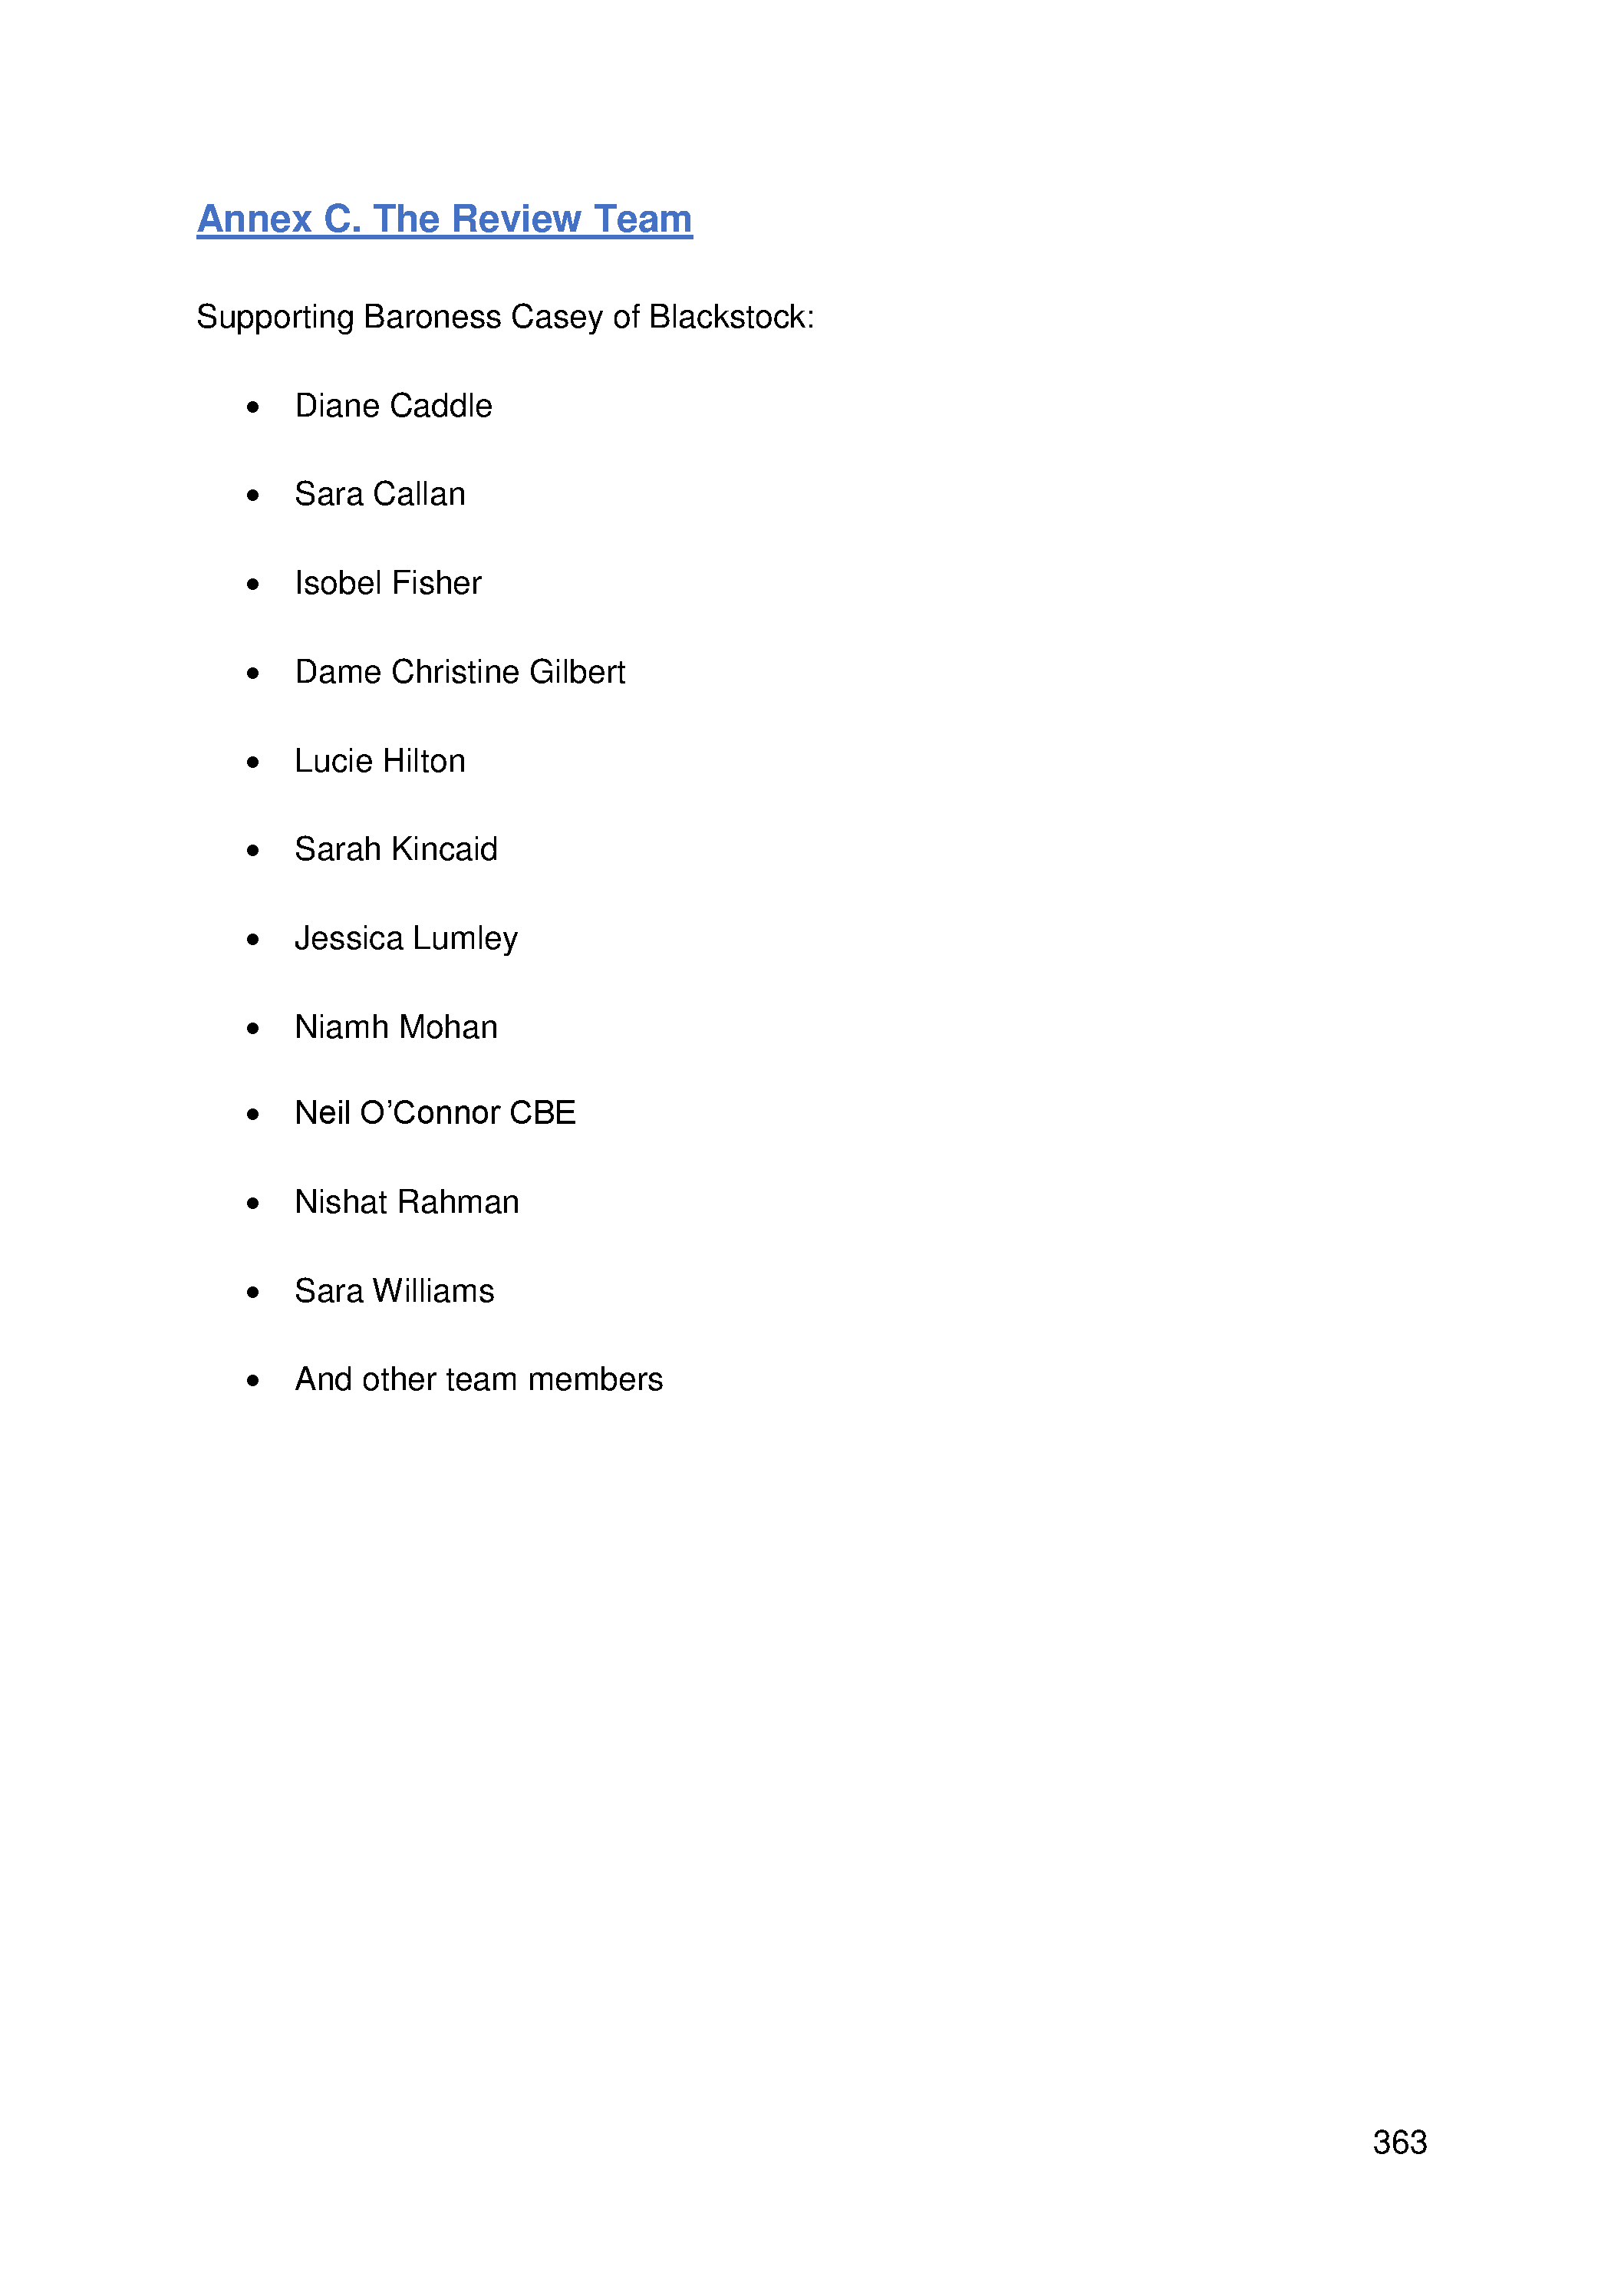 Annex C. The Review Team
Supporting Baroness Casey of Blackstock:
• Diane Caddle
• Sara Callan
• Isobel Fisher
• Dame Christine Gilbert
• Lucie Hilton
• Sarah Kincaid
• Jessica Lumley
• Niamh Mohan
• Neil O’Connor CBE
• Nishat Rahman
• Sara Williams
• And other team members
363